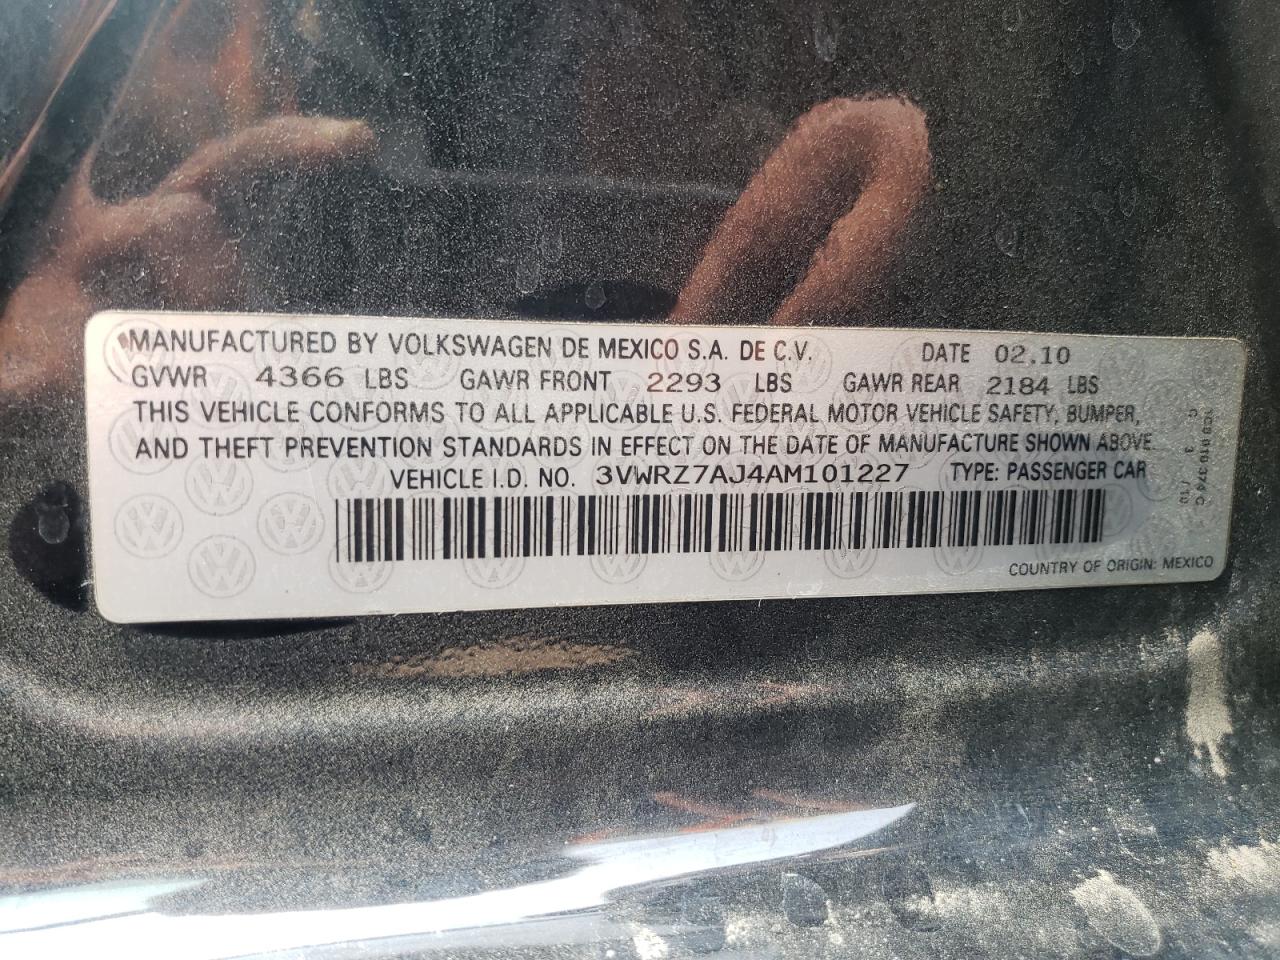 MANUFACTURED BY VOLKSWAGEN DE MEXICO S.A. DE C.V. DATE 02.10
GVWR 4366 LBS GAWR FRONT 2293 LBS GAWR REAR 2184 LBS
THIS VEHICLE CONFORMS TO ALL APPLICABLE U.S. FEDERAL MOTOR VEHICLE SAFETY, BUMPER,
AND THEFT PREVENTION STANDARDS IN EFFECT ON THE DATE OF MANUFACTURE SHOWN ABOVE.
VEHICLE I.D. NO. 3VWRZ7AJ4AM101227 TYPE: PASSENGER CAR
COUNTRY OF ORIGIN: MEXICO